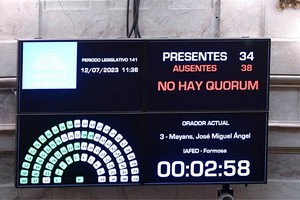 SENADO
PERIODO LEGISLATIVO 141
12/07/2023 11:38
PRESENTES 34
AUSENTES 38
NO HAY QUORUM
ORADOR ACTUAL
3 - Mayans, José Miguel Ángel
IAFED - Formosa
00:02:58